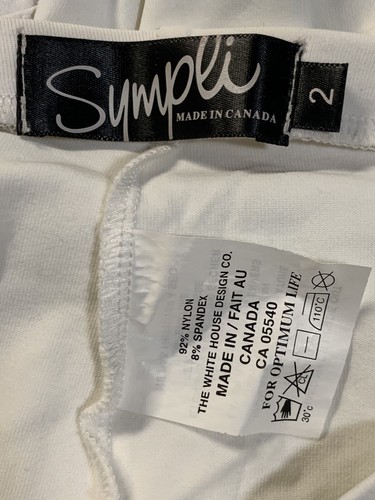 Sympli
MADE IN CANADA
2
92% NYLON
8% SPANDEX
THE WHITE HOUSE DESIGN CO.
MADE IN / FAIT AU
CANADA
CA 05540
FOR OPTIMUM LIFE
CL
110°C
30°C